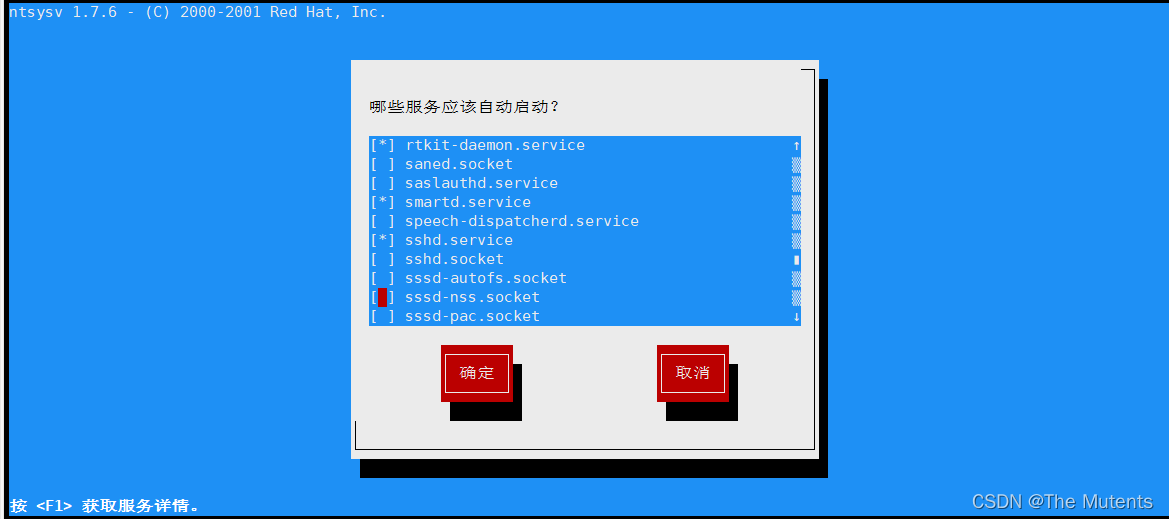 ntsysv 1.7.6 - (C) 2000-2001 Red Hat, Inc.
哪些服务应该自动启动?
[*] rtkit-daemon.service ↑
[ ] saned.socket
[ ] saslauthd.service
[*] smartd.service
[ ] speech-dispatcherd.service
[*] sshd.service
[ ] sshd.socket
[ ] sssd-autofs.socket
[ ] sssd-nss.socket
[ ] sssd-pac.socket ↓
确定 取消
按 <F1> 获取服务详情。
CSDN @The Mutents